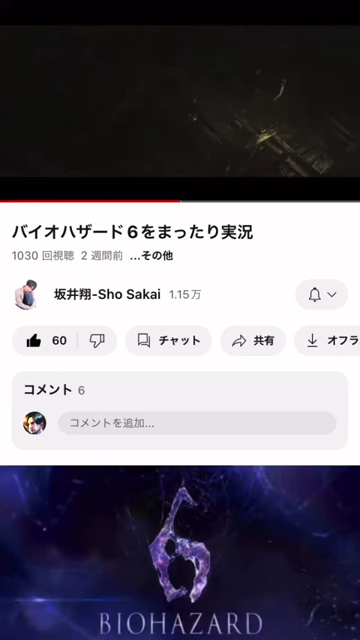 バイオハザード6をまったり実況
1030 回視聴 2 週間前 ...その他
坂井翔-Sho Sakai 1.15万
60 チャット 共有 オフラ
コメント 6
コメントを追加...
6
BIOHAZARD